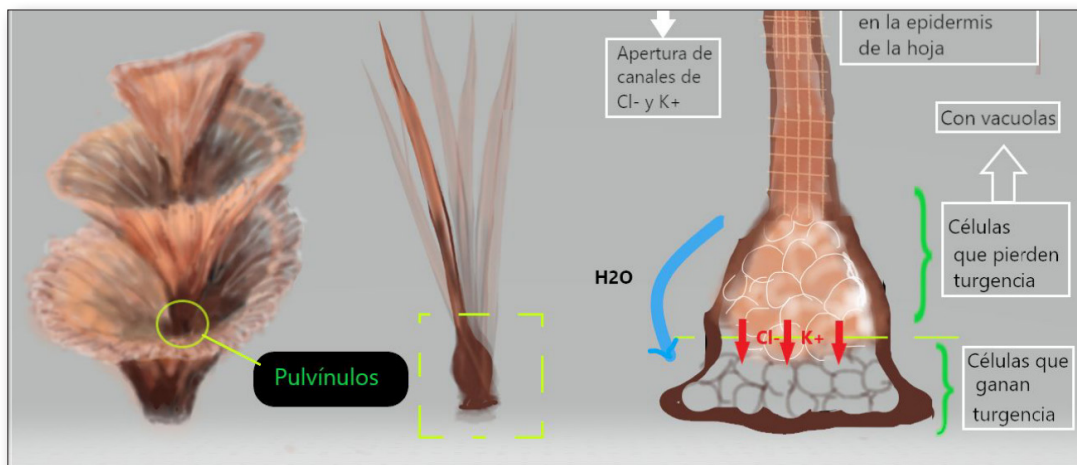 en la epidermis
de la hoja
Apertura de
canales de
Cl- y K+
Con vacuolas
Células
que pierden
turgencia
H2O
Cl- K+
Pulvínulos
Células que
ganan
turgencia